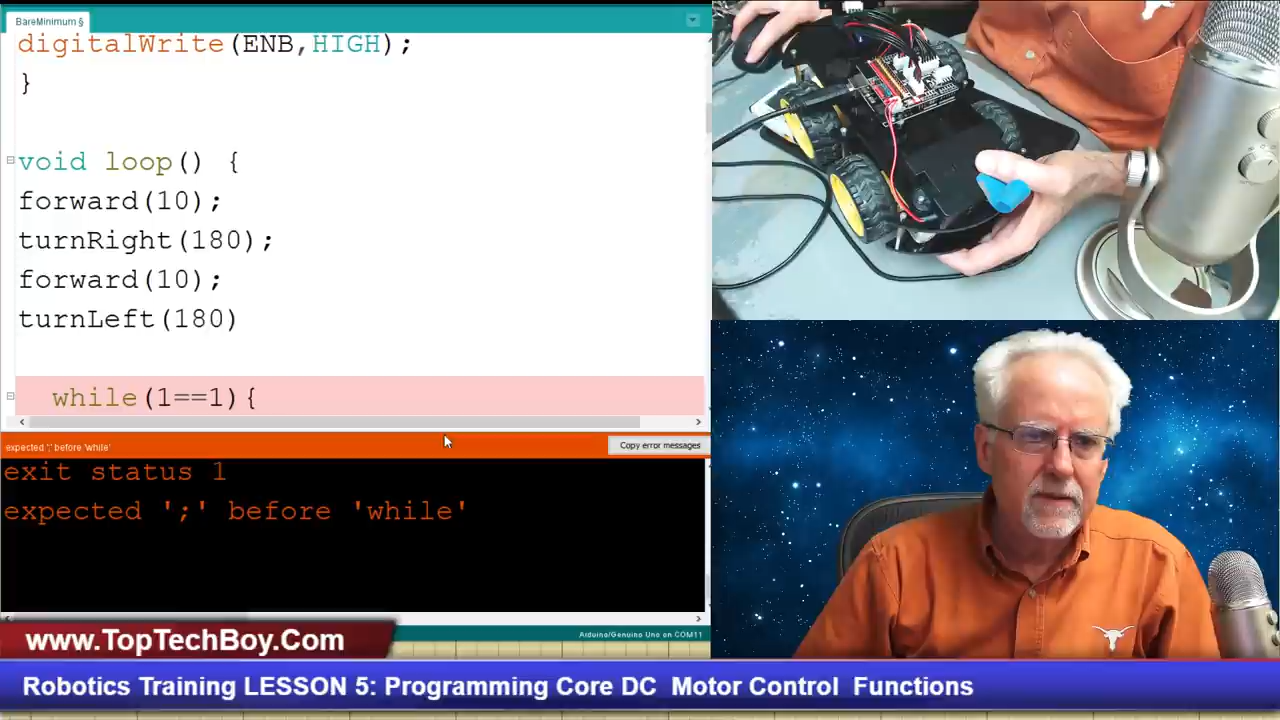 BareMinimum §
digitalWrite(ENB,HIGH);
}
void loop() {
forward(10);
turnRight(180);
forward(10);
turnLeft(180)
while(1==1){
expected ';' before 'while'
Copy error messages
exit status 1
expected ';' before 'while'
Arduino/Genuino Uno on COM11
www.TopTechBoy.Com
Robotics Training LESSON 5: Programming Core DC Motor Control Functions